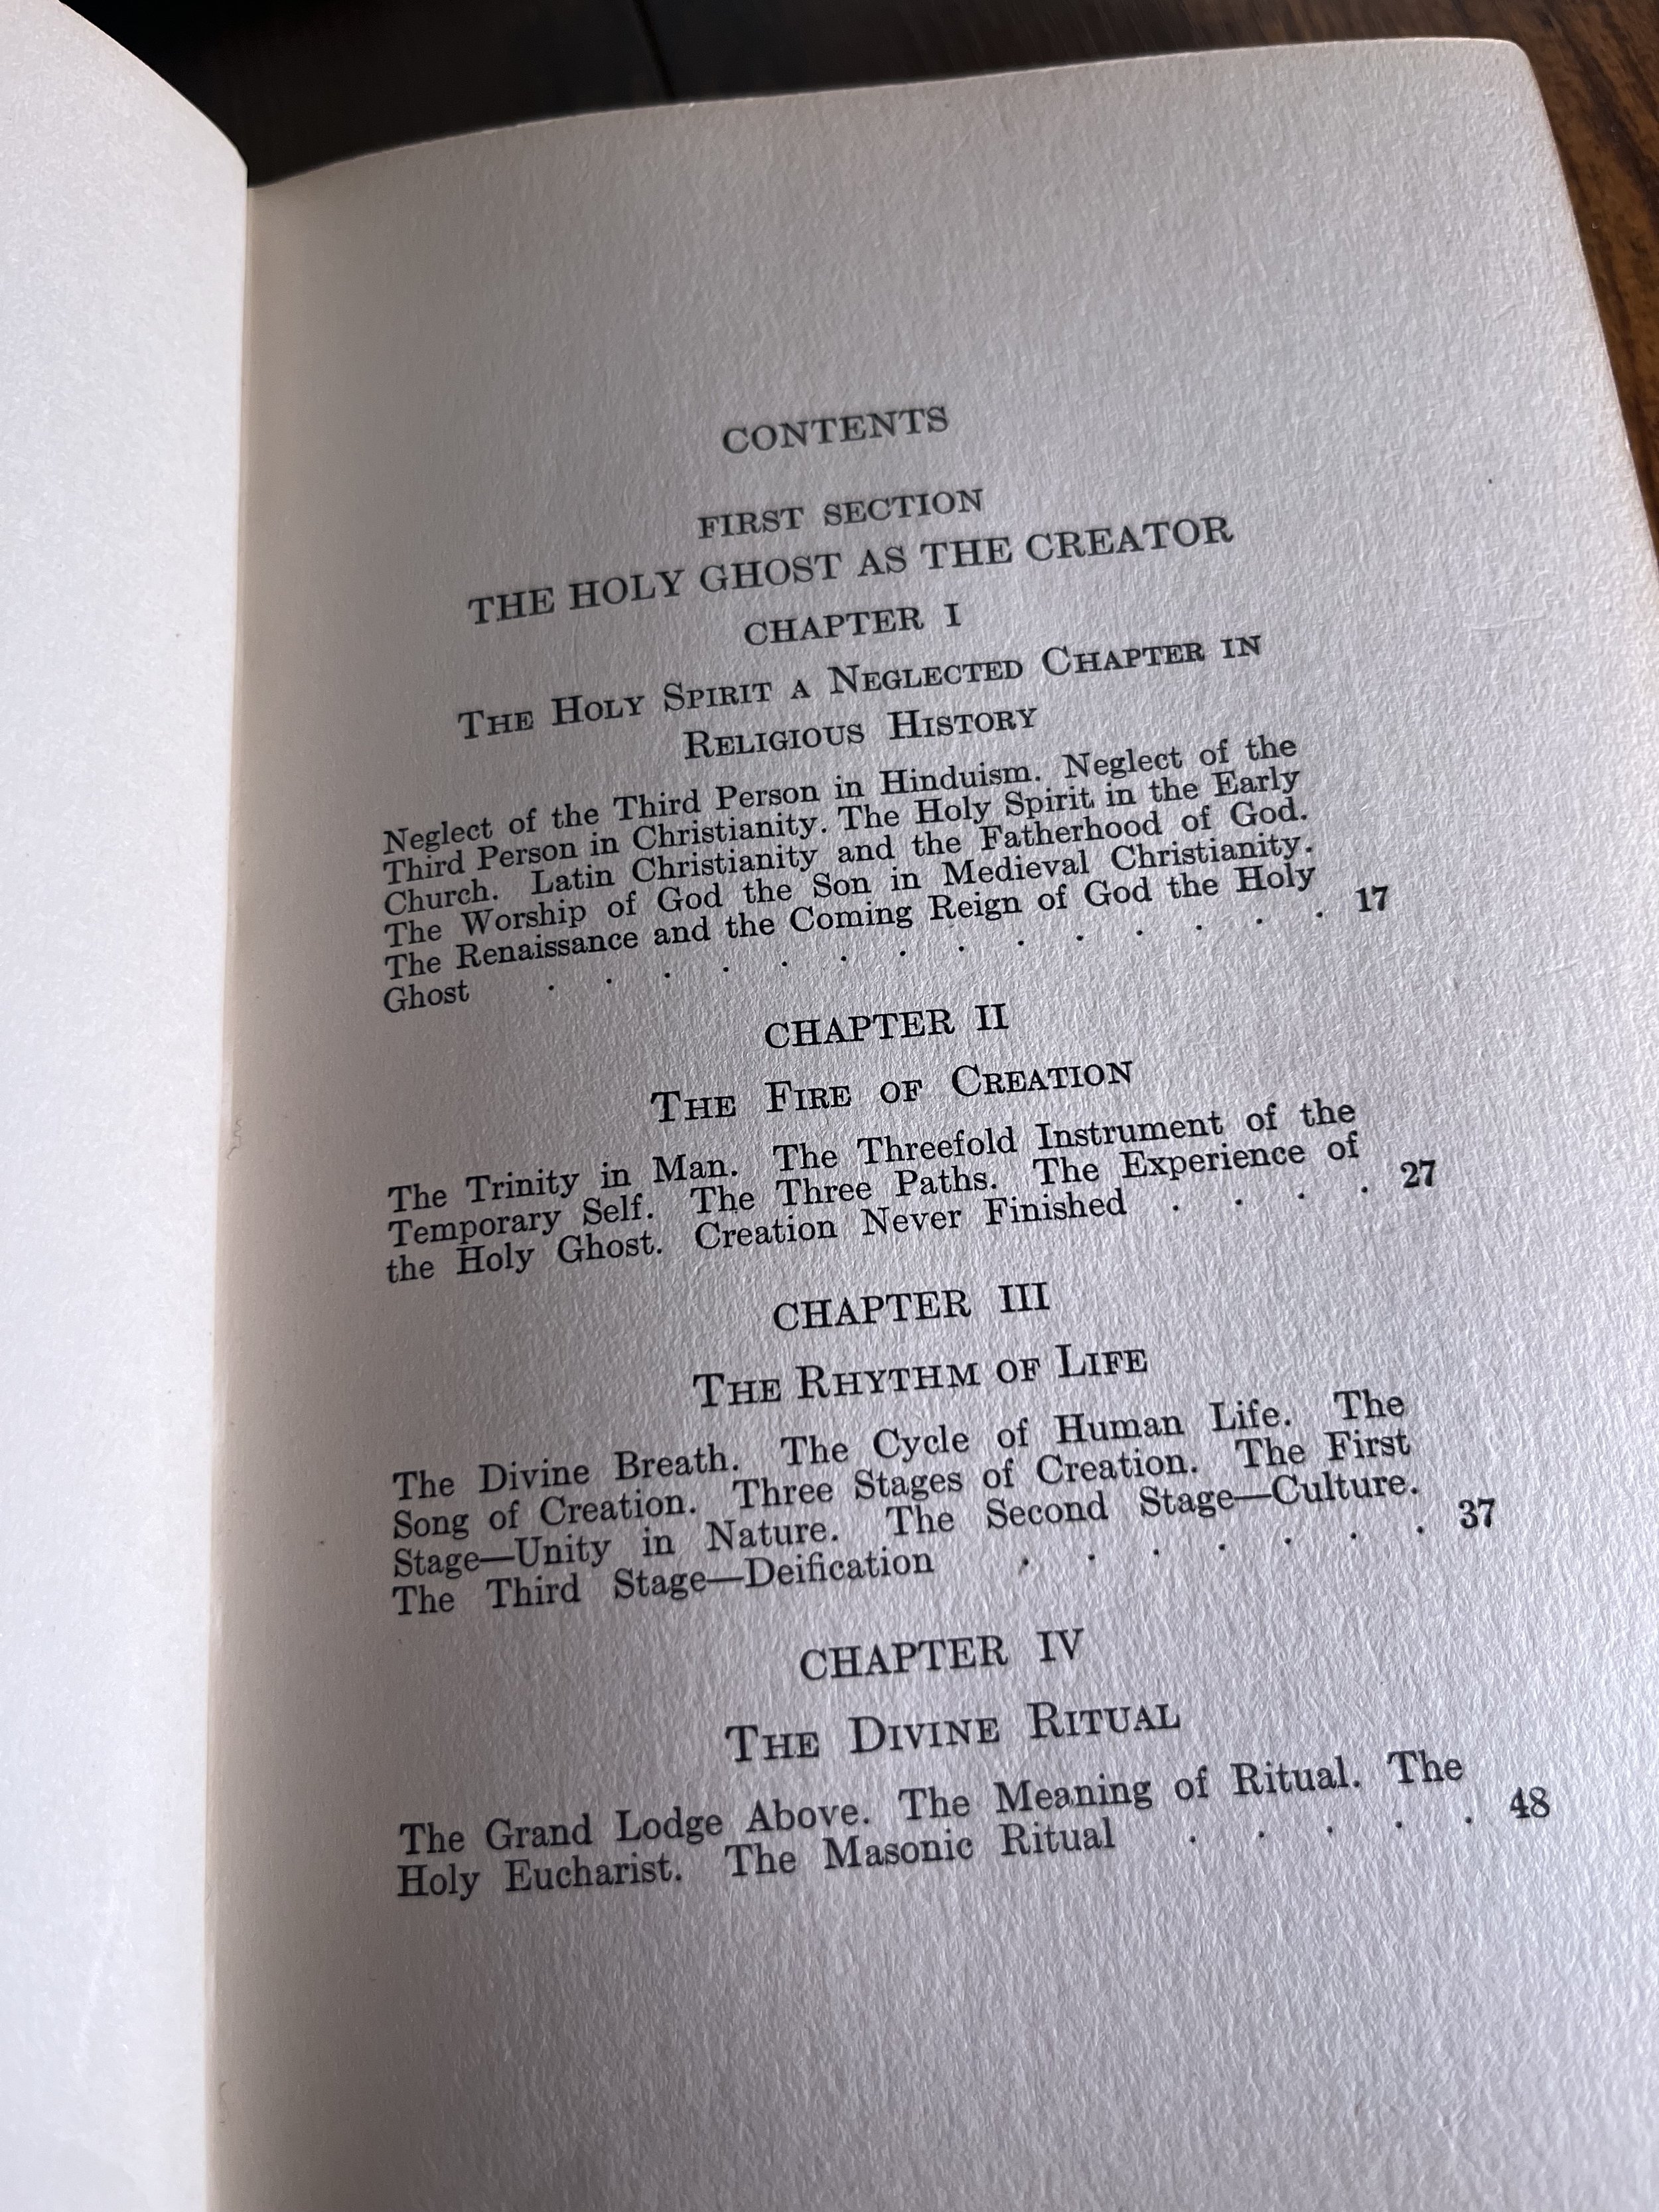 CONTENTS
FIRST SECTION
THE HOLY GHOST AS THE CREATOR
CHAPTER I
The Holy Spirit a Neglected Chapter in
Religious History
Neglect of the Third Person in Hinduism. Neglect of the
Third Person in Christianity. The Holy Spirit in the Early
Church. Latin Christianity and the Fatherhood of God.
The Worship of God the Son in Medieval Christianity.
The Renaissance and the Coming Reign of God the Holy
Ghost . . . . . . . . . . . . . . 17
CHAPTER II
The Fire of Creation
The Trinity in Man. The Threefold Instrument of the
Temporary Self. The Three Paths. The Experience of
the Holy Ghost. Creation Never Finished . . . . 27
CHAPTER III
The Rhythm of Life
The Divine Breath. The Cycle of Human Life. The
Song of Creation. Three Stages of Creation. The First
Stage—Unity in Nature. The Second Stage—Culture.
The Third Stage—Deification . . . . . . . 37
CHAPTER IV
The Divine Ritual
The Grand Lodge Above. The Meaning of Ritual. The
Holy Eucharist. The Masonic Ritual . . . . . 48